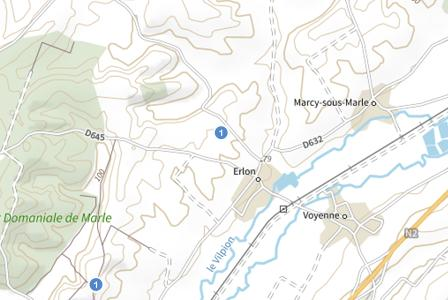 Marcy-sous-Marle
1
D645
D632
79
100
Erlon
Domaniale de Marle
Voyenne
le Vilpion
N2
1